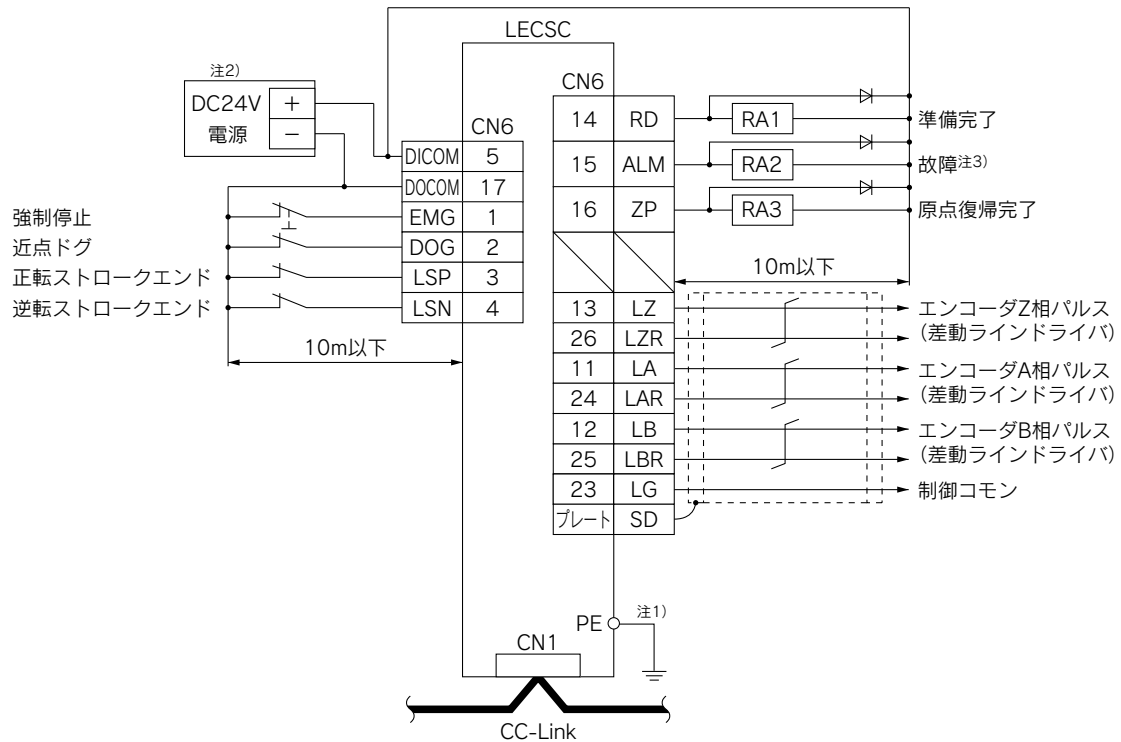 LECSC
注2)
DC24V
電源
+
−
CN6
DICOM 5
DOCOM 17
EMG 1
DOG 2
LSP 3
LSN 4
強制停止
近点ドグ
正転ストロークエンド
逆転ストロークエンド
10m以下
CN6
14 RD
15 ALM
16 ZP
13 LZ
26 LZR
11 LA
24 LAR
12 LB
25 LBR
23 LG
プレート SD
RA1
RA2
RA3
準備完了
故障注3)
原点復帰完了
10m以下
エンコーダZ相パルス
(差動ラインドライバ)
エンコーダA相パルス
(差動ラインドライバ)
エンコーダB相パルス
(差動ラインドライバ)
制御コモン
PE
注1)
CN1
CC-Link